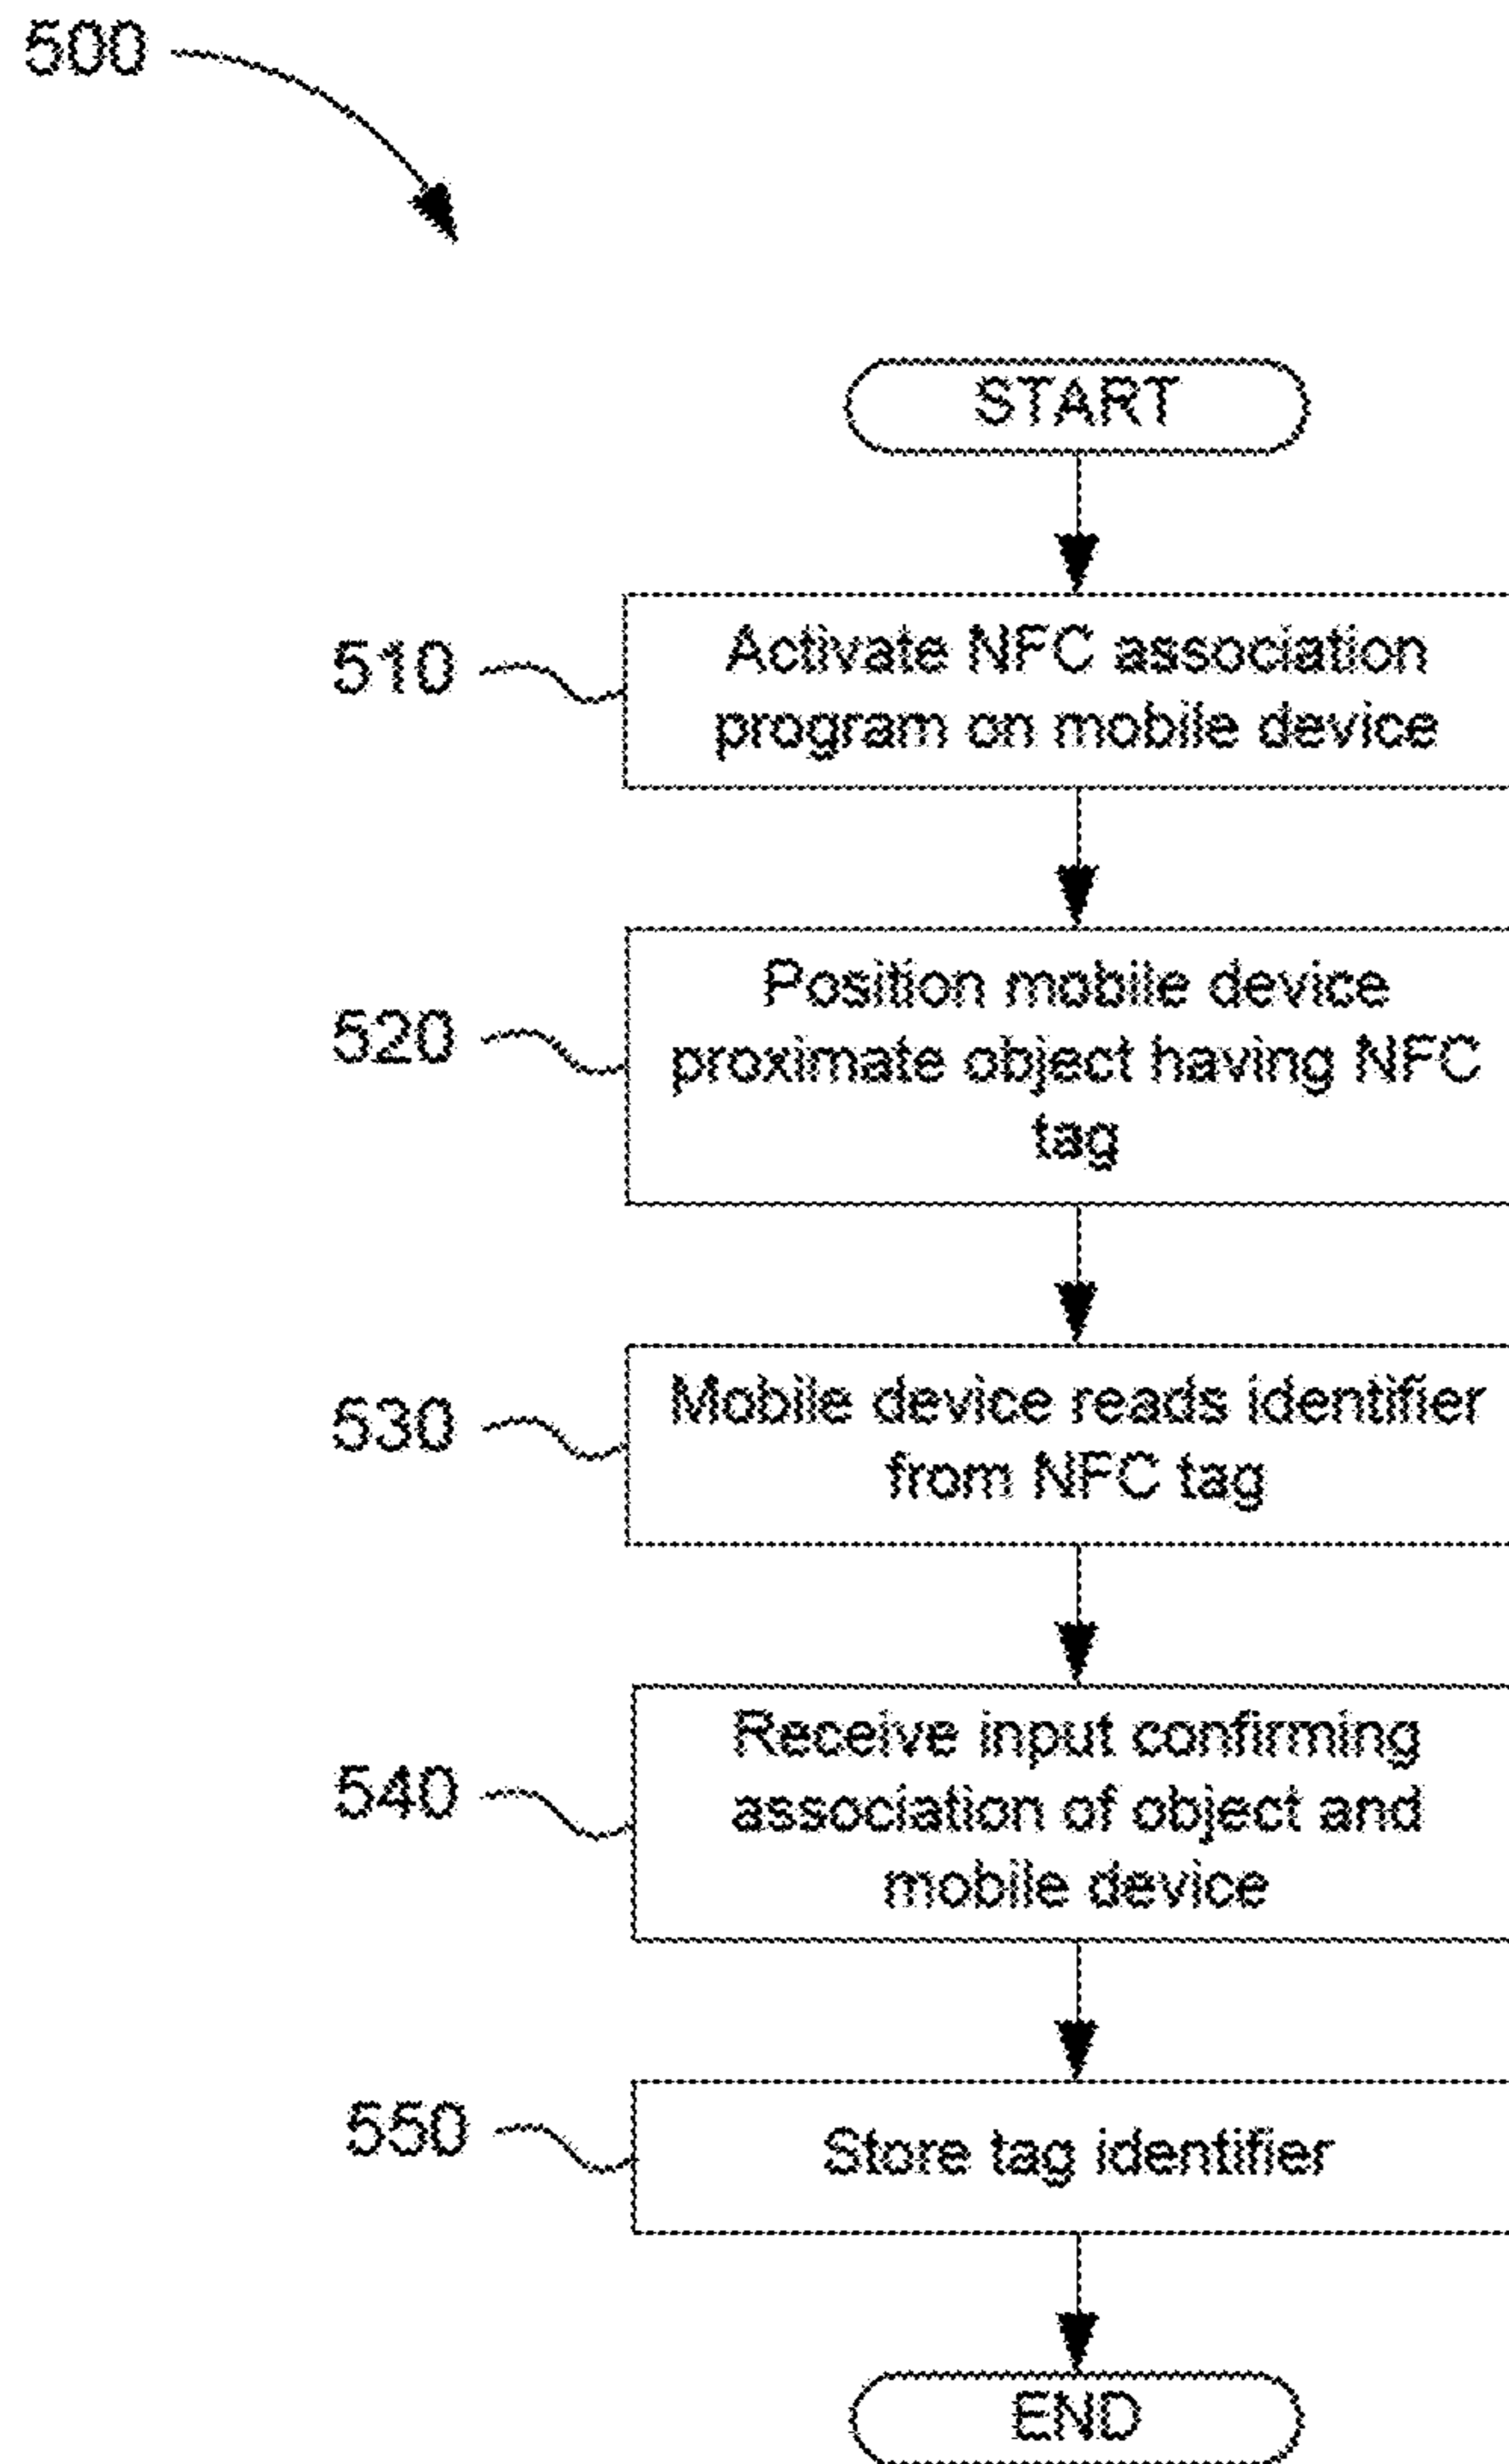 500
START
510
Activate NFC association
program on mobile device
520
Position mobile device
proximate object having NFC
tag
530
Mobile device reads identifier
from NFC tag
540
Receive input confirming
association of object and
mobile device
550
Store tag identifier
END